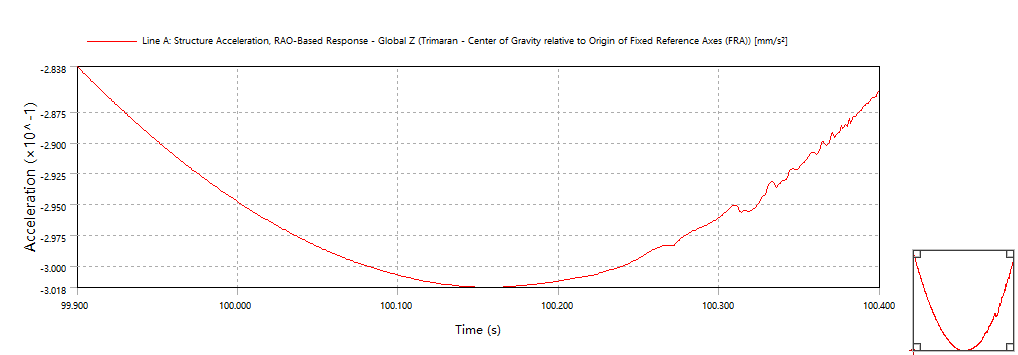 Line A: Structure Acceleration, RAO-Based Response - Global Z (Trimaran - Center of Gravity relative to Origin of Fixed Reference Axes (FRA)) [mm/s²]
Acceleration (×10^-1)
-2.838
-2.875
-2.900
-2.925
-2.950
-2.975
-3.000
-3.018
99.900 100.000 100.100 100.200 100.300 100.400
Time (s)